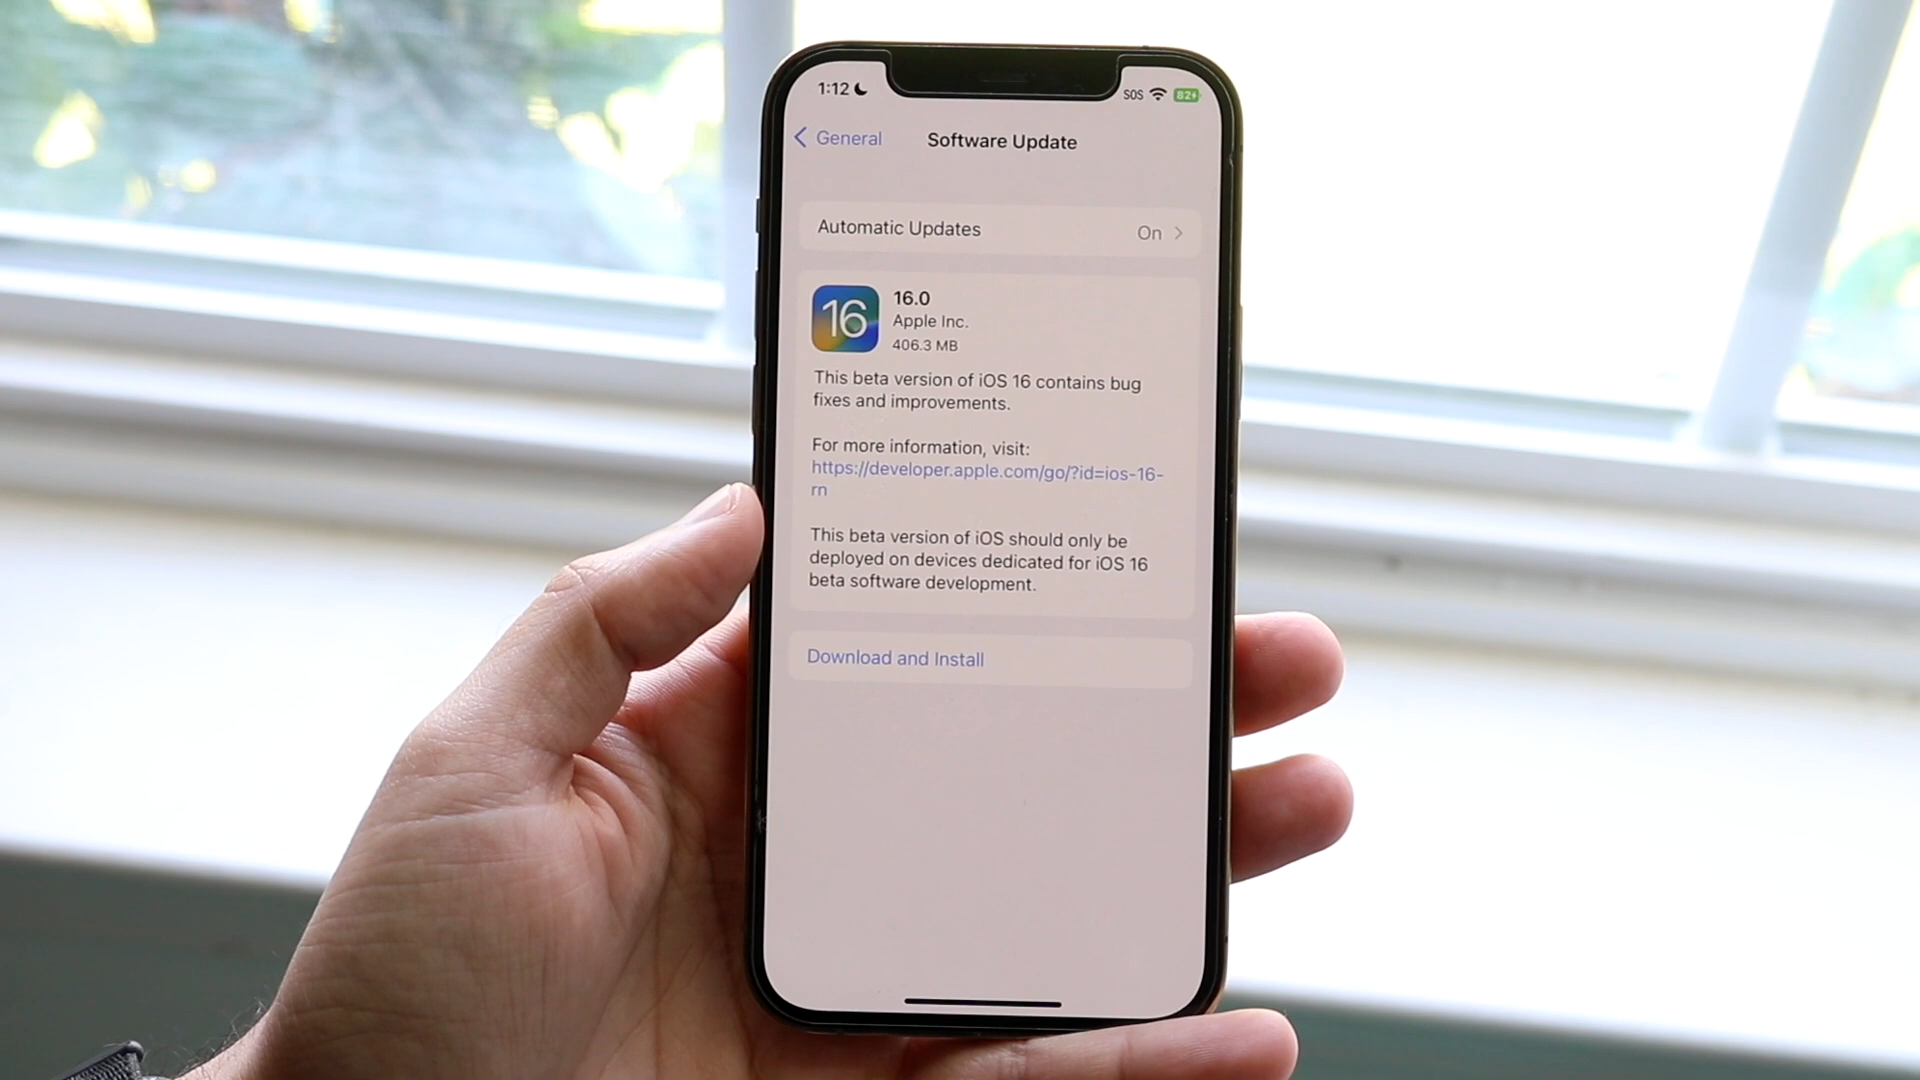 1:12
SOS 82
General
Software Update
Automatic Updates On
16
16.0
Apple Inc.
406.3 MB
This beta version of iOS 16 contains bug
fixes and improvements.
For more information, visit:
https://developer.apple.com/go/?id=ios-16-
rn
This beta version of iOS should only be
deployed on devices dedicated for iOS 16
beta software development.
Download and Install